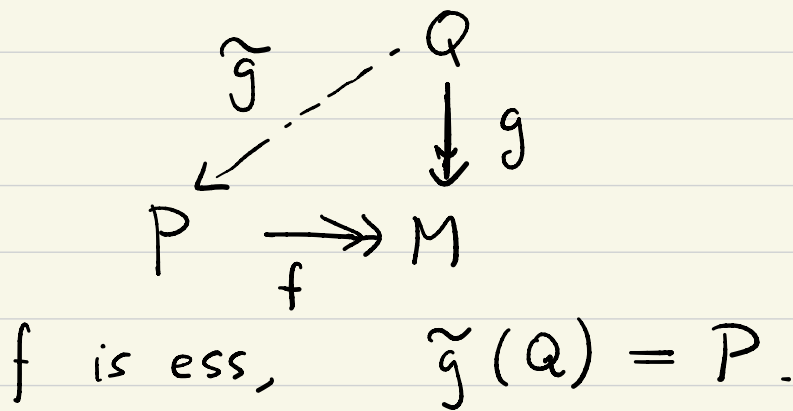 g̃ Q
g
P M
f
f is ess, g̃ (Q) = P.